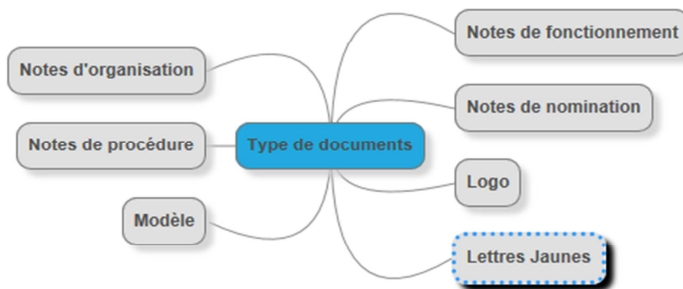 Notes de fonctionnement
Notes d'organisation
Notes de nomination
Notes de procédure
Type de documents
Logo
Modèle
Lettres Jaunes